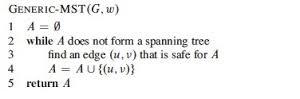 GENERIC-MST(G, w)
1 A = ∅
2 while A does not form a spanning tree
3 find an edge (u, v) that is safe for A
4 A = A ∪ {(u, v)}
5 return A